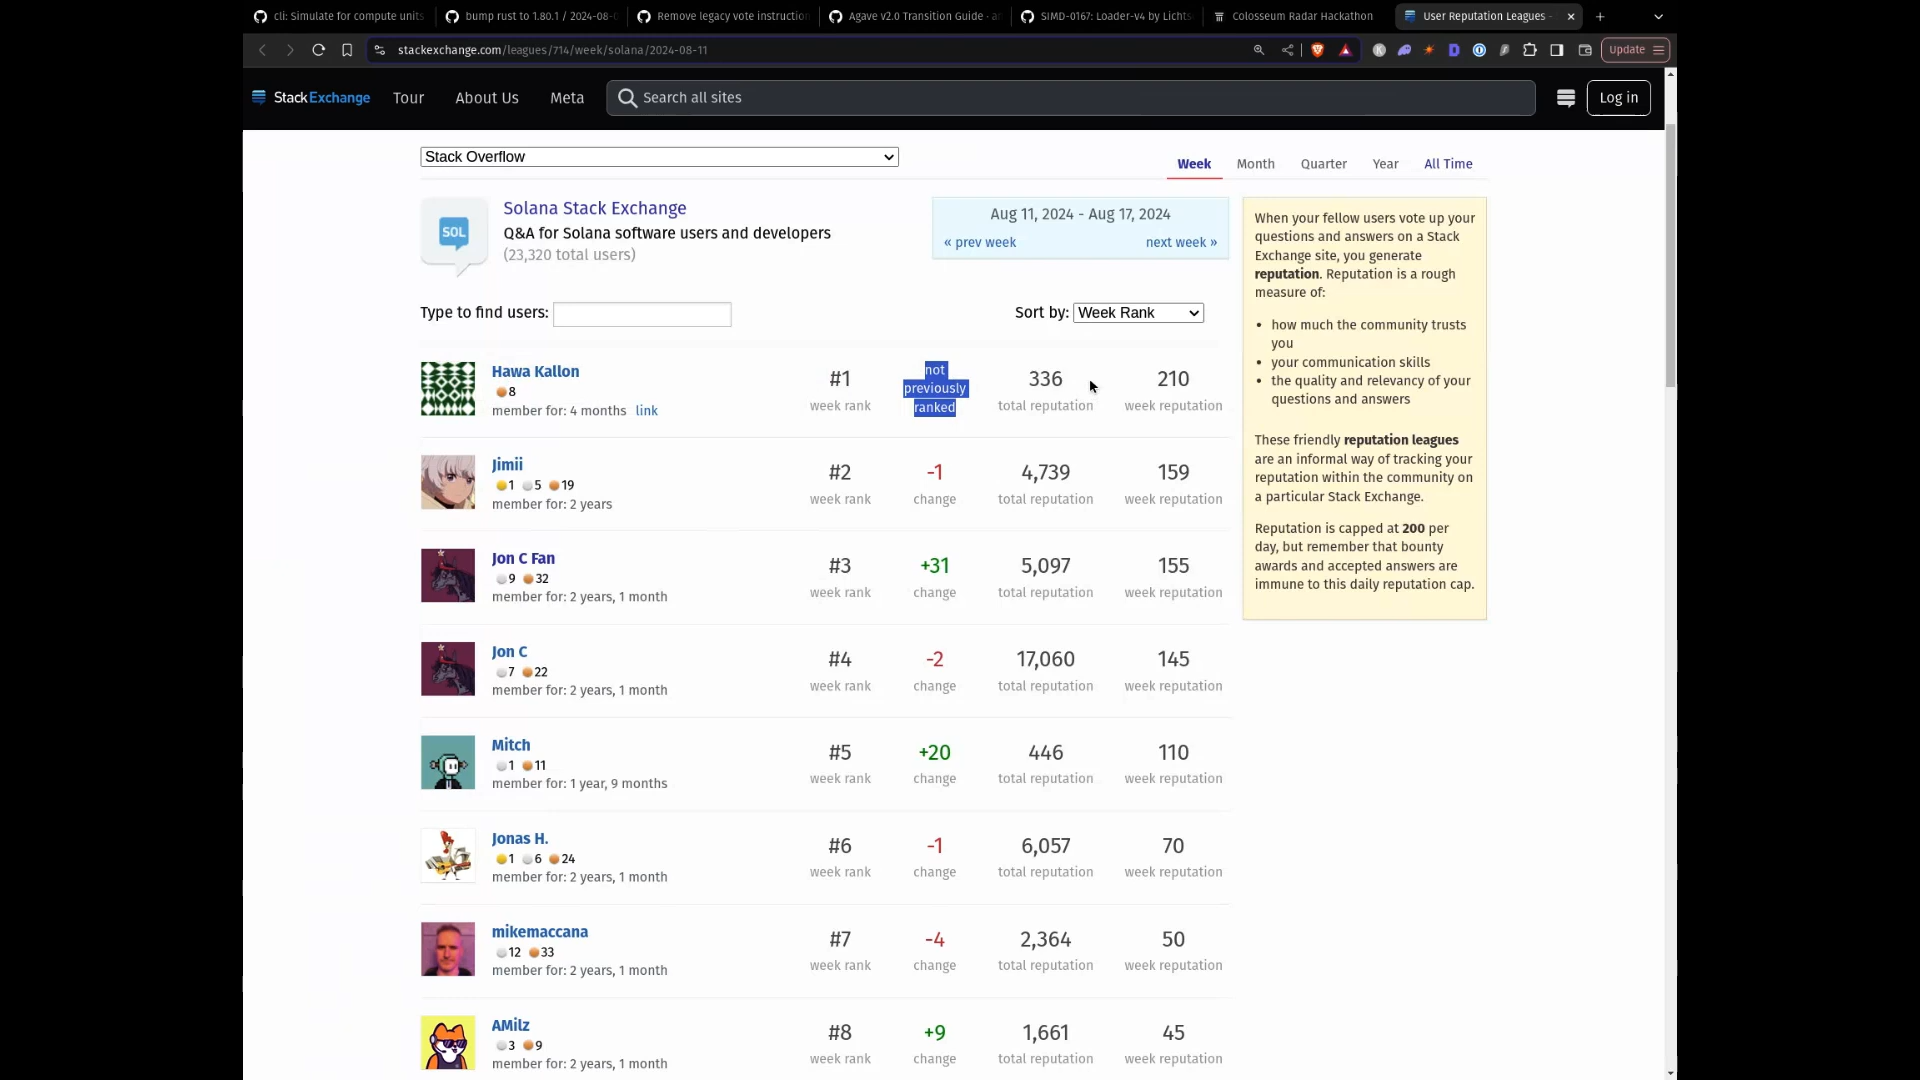 cli: Simulate for compute units
bump rust to 1.80.1 / 2024-08-
Remove legacy vote instruction
Agave v2.0 Transition Guide · a
SIMD-0167: Loader-v4 by Lichts
Colosseum Radar Hackathon
User Reputation Leagues -
stackexchange.com/leagues/714/week/solana/2024-08-11
Update
StackExchange Tour About Us Meta Search all sites Log in
Stack Overflow
Week Month Quarter Year All Time
SOL
Solana Stack Exchange
Q&A for Solana software users and developers
(23,320 total users)
Aug 11, 2024 - Aug 17, 2024
« prev week next week »
Type to find users:
Sort by: Week Rank
Hawa Kallon
8
member for: 4 months link
#1
week rank
not
previously
ranked
336
total reputation
210
week reputation
Jimii
1 5 19
member for: 2 years
#2
week rank
-1
change
4,739
total reputation
159
week reputation
Jon C Fan
9 32
member for: 2 years, 1 month
#3
week rank
+31
change
5,097
total reputation
155
week reputation
Jon C
7 22
member for: 2 years, 1 month
#4
week rank
-2
change
17,060
total reputation
145
week reputation
Mitch
1 11
member for: 1 year, 9 months
#5
week rank
+20
change
446
total reputation
110
week reputation
Jonas H.
1 6 24
member for: 2 years, 1 month
#6
week rank
-1
change
6,057
total reputation
70
week reputation
mikemaccana
12 33
member for: 2 years, 1 month
#7
week rank
-4
change
2,364
total reputation
50
week reputation
AMilz
3 9
member for: 2 years, 1 month
#8
week rank
+9
change
1,661
total reputation
45
week reputation
When your fellow users vote up your
questions and answers on a Stack
Exchange site, you generate
reputation. Reputation is a rough
measure of:
• how much the community trusts
you
• your communication skills
• the quality and relevancy of your
questions and answers
These friendly reputation leagues
are an informal way of tracking your
reputation within the community on
a particular Stack Exchange.
Reputation is capped at 200 per
day, but remember that bounty
awards and accepted answers are
immune to this daily reputation cap.